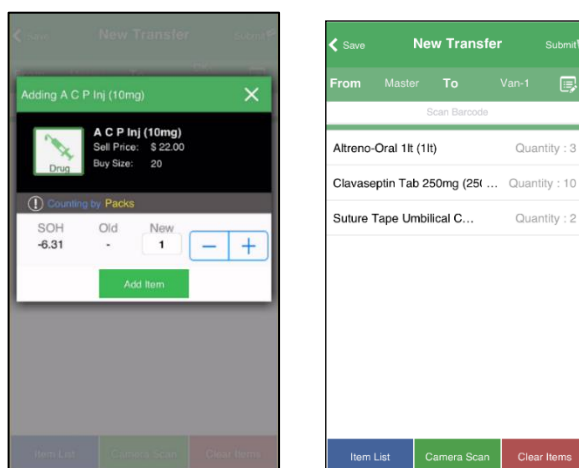 Save New Transfer Submit
Adding A C P Inj (10mg)
A C P Inj (10mg)
Sell Price: $ 22.00
Buy Size: 20
Drug
Counting by Packs
SOH Old New
-6.31 - 1
Add Item
Item List Camera Scan Clear Items
Save New Transfer Submit
From Master To Van-1
Scan Barcode
Altreno-Oral 1lt (1lt) Quantity : 3
Clavaseptin Tab 250mg (25( ... Quantity : 10
Suture Tape Umbilical C... Quantity : 2
Item List Camera Scan Clear Items